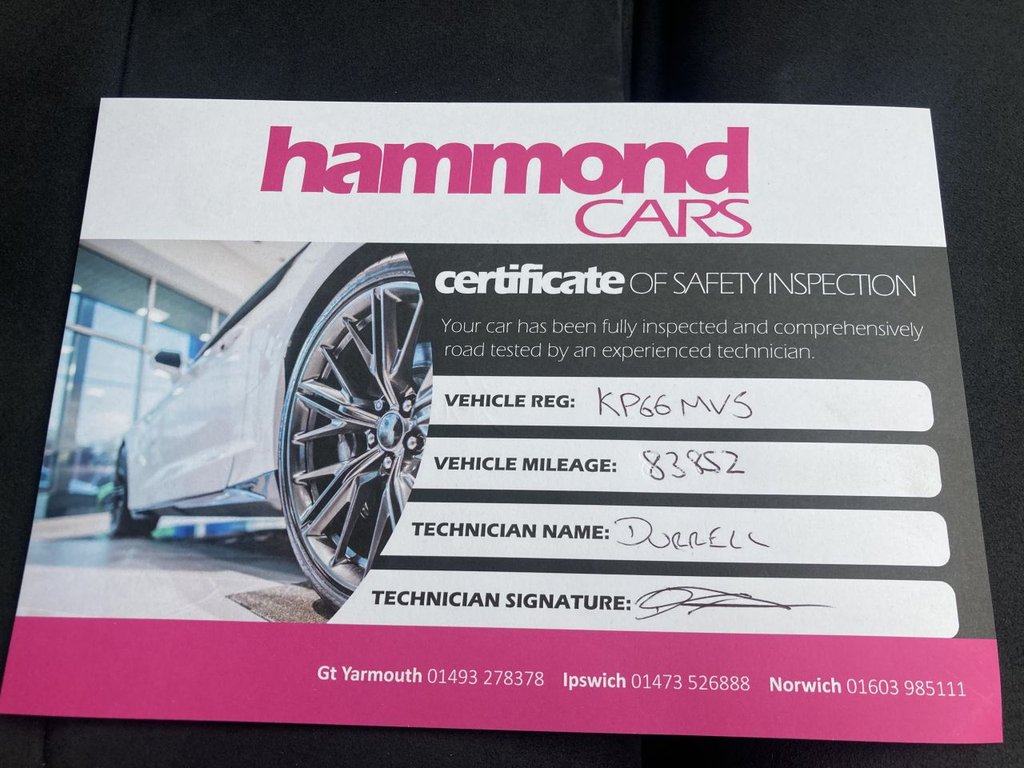 hammond
CARS
certificate OF SAFETY INSPECTION
Your car has been fully inspected and comprehensively
road tested by an experienced technician.
VEHICLE REG: KP66 MVS
VEHICLE MILEAGE: 83852
TECHNICIAN NAME: DURRELL
TECHNICIAN SIGNATURE:
Gt Yarmouth 01493 278378 Ipswich 01473 526888 Norwich 01603 985111